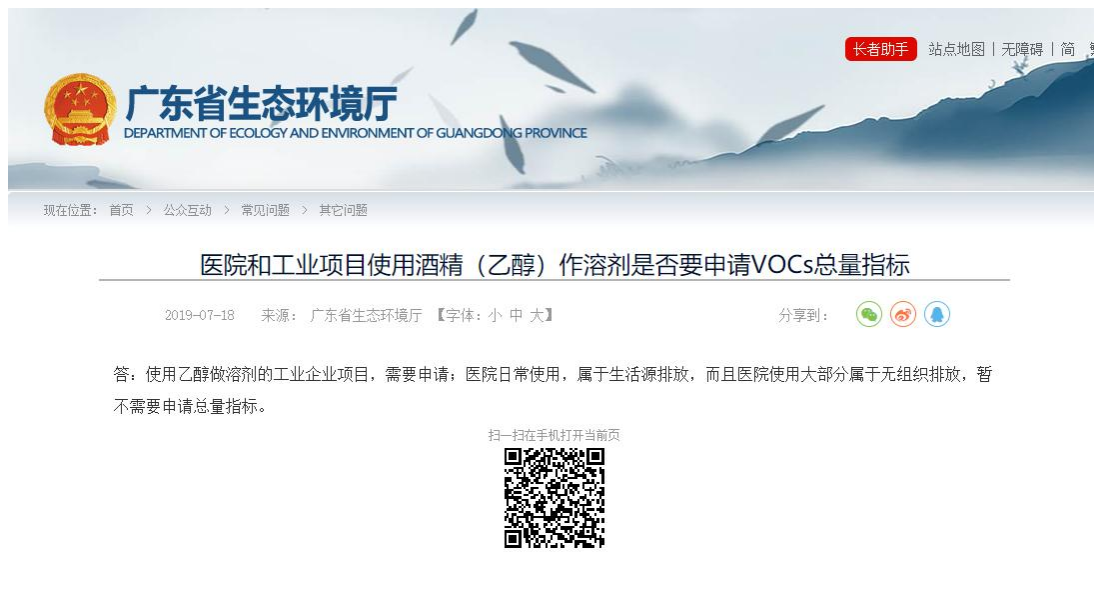 长者助手 站点地图 | 无障碍 | 简
广东省生态环境厅
DEPARTMENT OF ECOLOGY AND ENVIRONMENT OF GUANGDONG PROVINCE
现在位置： 首页 > 公众互动 > 常见问题 > 其它问题
医院和工业项目使用酒精（乙醇）作溶剂是否要申请VOCs总量指标
2019-07-18 来源： 广东省生态环境厅 【字体：小 中 大】 分享到：
答：使用乙醇做溶剂的工业企业项目，需要申请；医院日常使用，属于生活源排放，而且医院使用大部分属于无组织排放，暂
不需要申请总量指标。
扫一扫在手机打开当前页